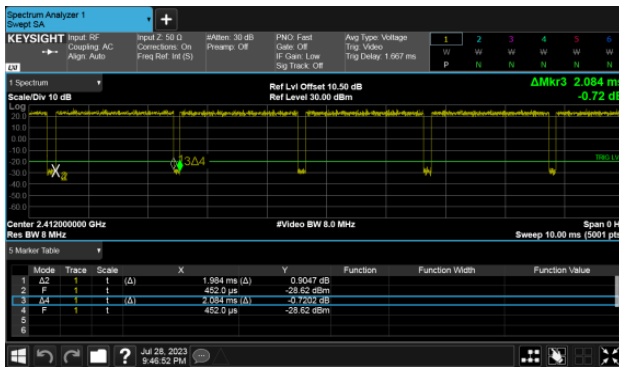 Spectrum Analyzer 1
Swept SA
KEYSIGHT Input: RF Input Z: 50 Ω #Atten: 30 dB PNO: Fast Avg Type: Voltage 1 2 3 4 5 6
Coupling: AC Corrections: On Preamp: Off Gate: Off Trig: Video W W W W W W
Align: Auto Freq Ref: Int (S) IF Gain: Low Trig Delay: 1.667 ms P N N N N N
LXI Sig Track: Off
1 Spectrum Ref Lvl Offset 10.50 dB ΔMkr3 2.084 ms
Scale/Div 10 dB Ref Level 30.00 dBm -0.72 dB
Log
20.0
10.0
0.00
-10.0
-20.0 3Δ4 TRIG LV
-30.0
-40.0
-50.0
-60.0
Center 2.412000000 GHz #Video BW 8.0 MHz Span 0 H
Res BW 8 MHz Sweep 10.00 ms (5001 pts
5 Marker Table
Mode Trace Scale X Y Function Function Width Function Value
1 Δ2 1 t (Δ) 1.984 ms (Δ) 0.9047 dB
2 F 1 t 452.0 µs -28.62 dBm
3 Δ4 1 t (Δ) 2.084 ms (Δ) -0.7202 dB
4 F 1 t 452.0 µs -28.62 dBm
5
6
? Jul 28, 2023
9:46:52 PM